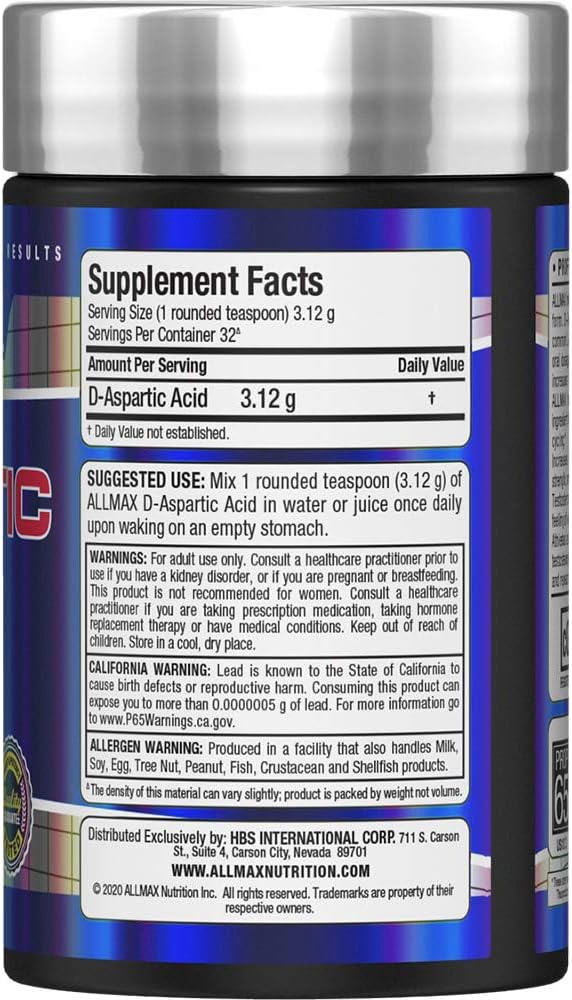 RESULTS
Supplement Facts
Serving Size (1 rounded teaspoon) 3.12 g
Servings Per Container 32Δ
Amount Per Serving Daily Value
D-Aspartic Acid 3.12 g †
† Daily Value not established.
TIC
SUGGESTED USE: Mix 1 rounded teaspoon (3.12 g) of
ALLMAX D-Aspartic Acid in water or juice once daily
upon waking on an empty stomach.
WARNINGS: For adult use only. Consult a healthcare practitioner prior to
use if you have a kidney disorder, or if you are pregnant or breastfeeding.
This product is not recommended for women. Consult a healthcare
practitioner if you are taking prescription medication, taking hormone
replacement therapy or have medical conditions. Keep out of reach of
children. Store in a cool, dry place.
CALIFORNIA WARNING: Lead is known to the State of California to
cause birth defects or reproductive harm. Consuming this product can
expose you to more than 0.0000005 g of lead. For more information go
to www.P65Warnings.ca.gov.
ALLERGEN WARNING: Produced in a facility that also handles Milk,
Soy, Egg, Tree Nut, Peanut, Fish, Crustacean and Shellfish products.
ΔThe density of this material can vary slightly; product is packed by weight not volume.
Distributed Exclusively by: HBS INTERNATIONAL CORP. 711 S. Carson
St., Suite 4, Carson City, Nevada 89701
WWW.ALLMAXNUTRITION.COM
© 2020 ALLMAX Nutrition Inc. All rights reserved. Trademarks are property of their
respective owners.
• PROF
ALLMAX
PROP
65